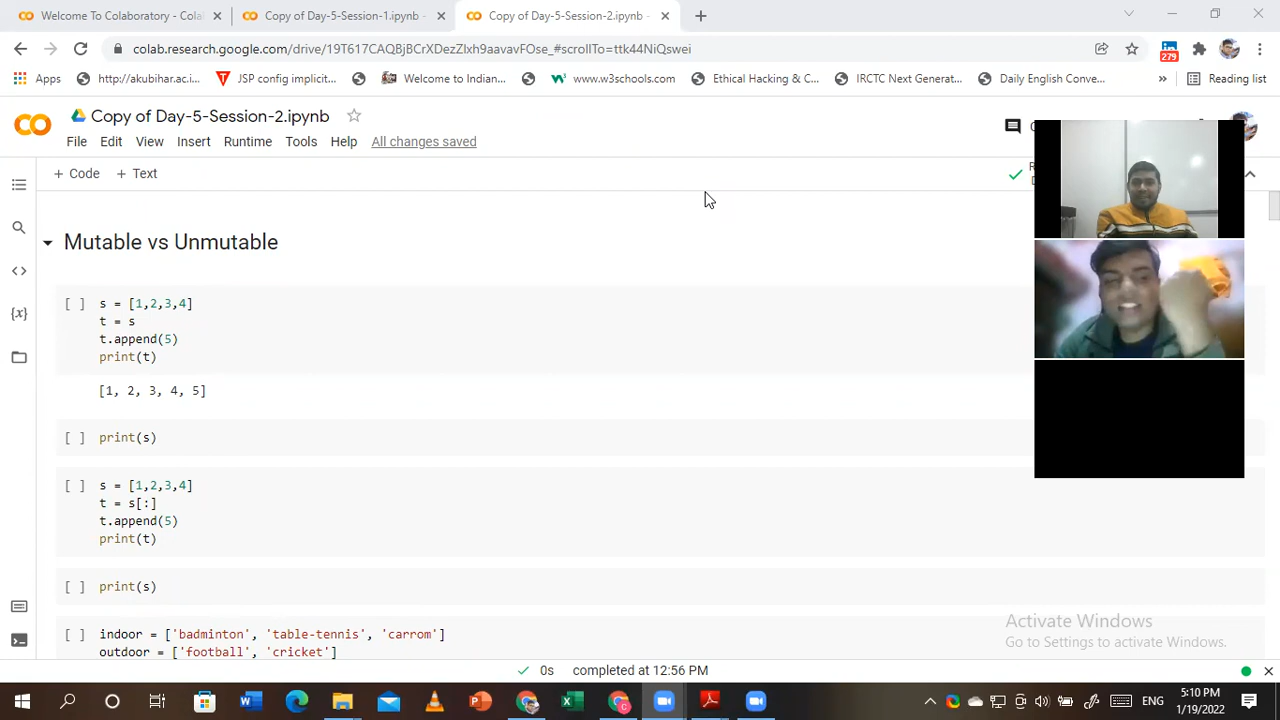 Welcome To Colaboratory - Colab
Copy of Day-5-Session-1.ipynb -
Copy of Day-5-Session-2.ipynb -
colab.research.google.com/drive/19T617CAQBjBCrXDezZlxh9aavavFOse_#scrollTo=ttk44NiQswei
279
Apps
http://akubihar.ac.i...
JSP config implicit...
Welcome to Indian...
www.w3schools.com
Ethical Hacking & C...
IRCTC Next Generat...
Daily English Conve...
»
Reading list
CO
Copy of Day-5-Session-2.ipynb
File Edit View Insert Runtime Tools Help All changes saved
+ Code + Text
Mutable vs Unmutable
[ ] s = [1,2,3,4]
t = s
t.append(5)
print(t)
[1, 2, 3, 4, 5]
[ ] print(s)
[ ] s = [1,2,3,4]
t = s[:]
t.append(5)
print(t)
[ ] print(s)
[ ] indoor = ['badminton', 'table-tennis', 'carrom']
outdoor = ['football', 'cricket']
{x}
Activate Windows
Go to Settings to activate Windows.
0s completed at 12:56 PM
ENG
5:10 PM
1/19/2022